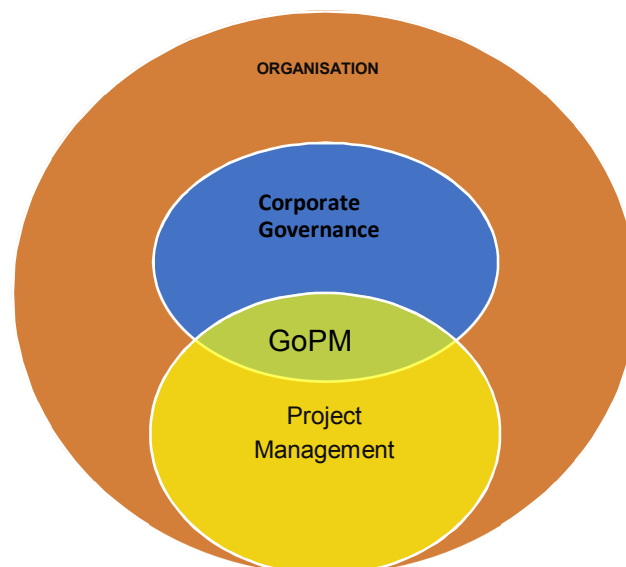 ORGANISATION
Corporate
Governance
GoPM
Project
Management